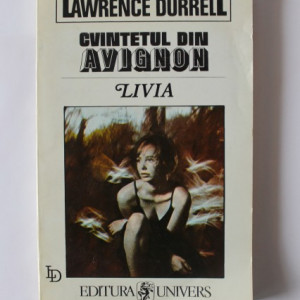 LAWRENCE DURRELL
CVINTETUL DIN
AVIGNON
LIVIA
LD
EDITURA UNIVERS